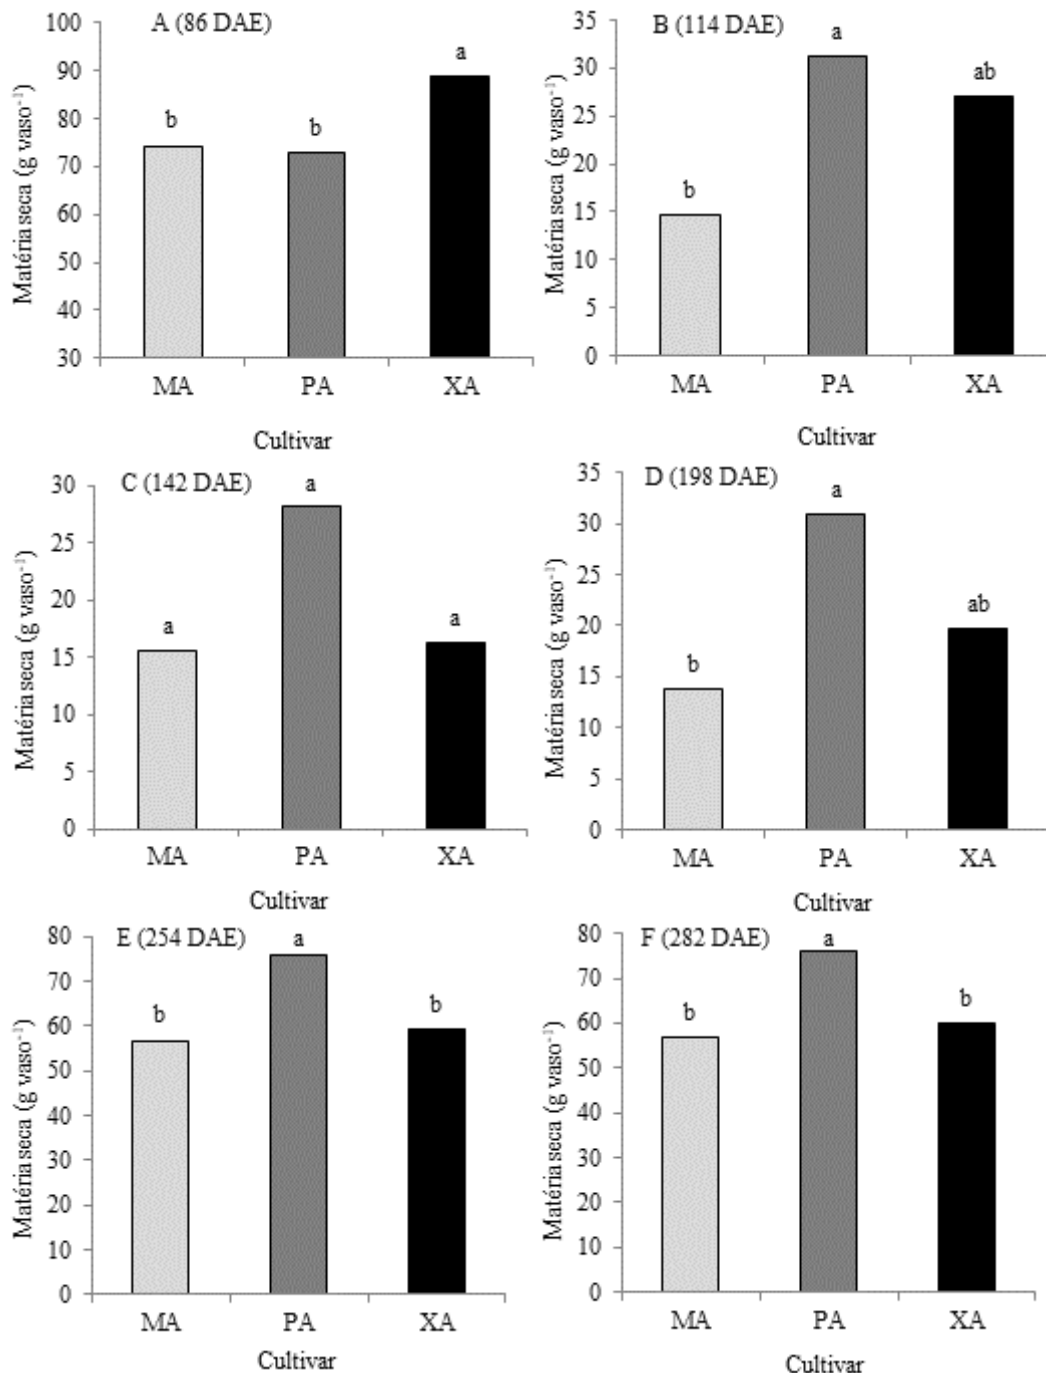 A (86 DAE)
Matéria seca (g vaso⁻¹)
100
90
80
70
60
50
40
30
b
b
a
MA PA XA
Cultivar
B (114 DAE)
Matéria seca (g vaso⁻¹)
35
30
25
20
15
10
5
0
b
a
ab
MA PA XA
Cultivar
C (142 DAE)
Matéria seca (g vaso⁻¹)
30
25
20
15
10
5
0
a
a
a
MA PA XA
Cultivar
D (198 DAE)
Matéria seca (g vaso⁻¹)
35
30
25
20
15
10
5
0
b
a
ab
MA PA XA
Cultivar
E (254 DAE)
Matéria seca (g vaso⁻¹)
80
70
60
50
40
30
20
10
0
b
a
b
MA PA XA
Cultivar
F (282 DAE)
Matéria seca (g vaso⁻¹)
80
70
60
50
40
30
20
10
0
b
a
b
MA PA XA
Cultivar